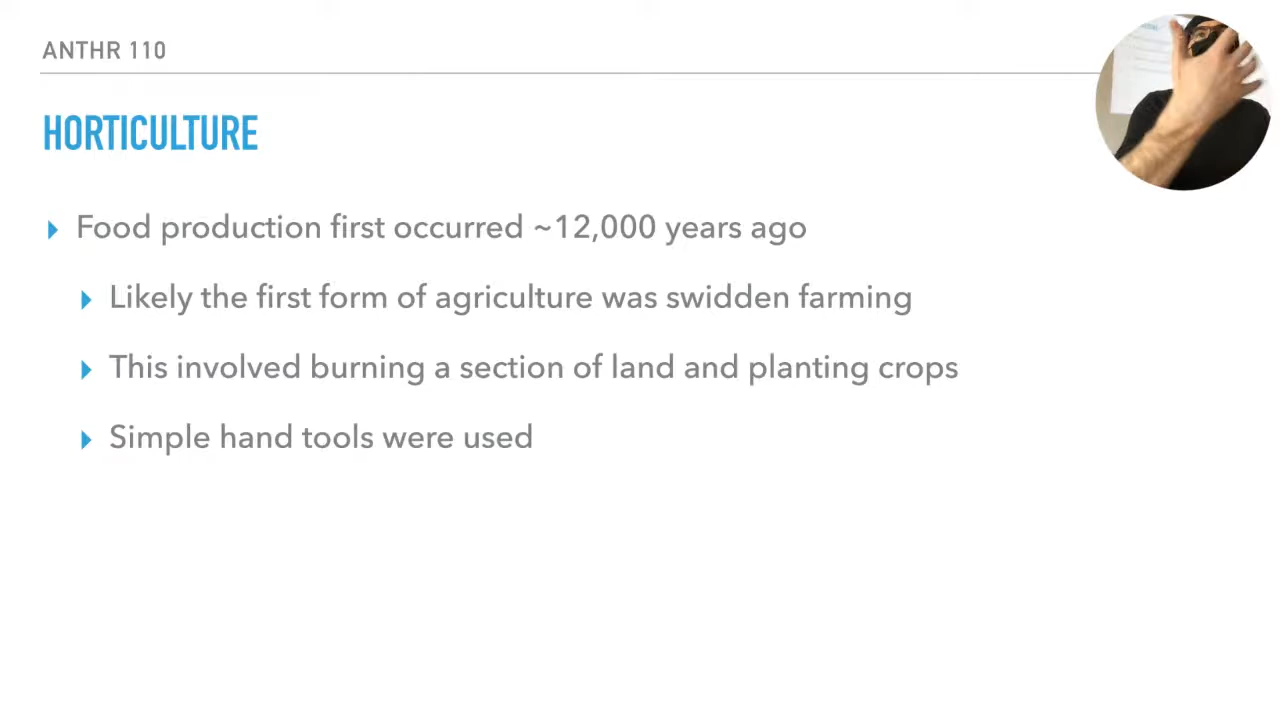 ANTHR 110
HORTICULTURE
Food production first occurred ~12,000 years ago
Likely the first form of agriculture was swidden farming
This involved burning a section of land and planting crops
Simple hand tools were used